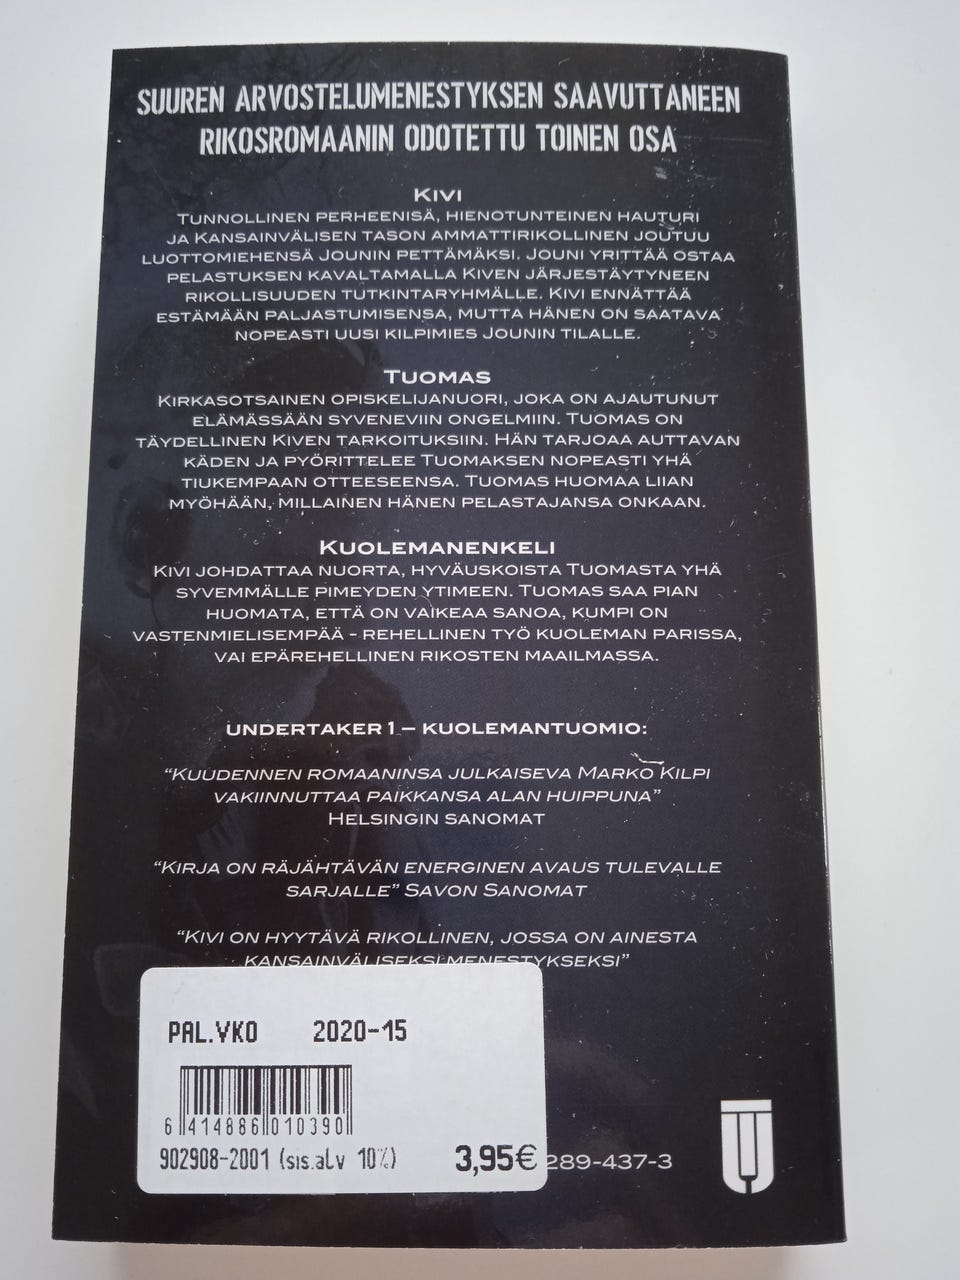 SUUREN ARVOSTELUMENESTYKSEN SAAVUTTANEEN
RIKOSROMAANIN ODOTETTU TOINEN OSA
KIVI
TUNNOLLINEN PERHEENISÄ, HIENOTUNTEINEN HAUTURI
JA KANSAINVÄLISEN TASON AMMATTIRIKOLLINEN JOUTUU
LUOTTOMIEHENSÄ JOUNIN PETTÄMÄKSI. JOUNI YRITTÄÄ OSTAA
PELASTUKSEN KAVALTAMALLA KIVEN JÄRJESTÄYTYNEEN
RIKOLLISUUDEN TUTKINTARYHMÄLLE. KIVI ENNÄTTÄÄ
ESTÄMÄÄN PALJASTUMISENSA, MUTTA HÄNEN ON SAATAVA
NOPEASTI UUSI KILPIMIES JOUNIN TILALLE.
TUOMAS
KIRKASOTSAINEN OPISKELIJANUORI, JOKA ON AJAUTUNUT
ELÄMÄSSÄÄN SYVENEVIIN ONGELMIIN. TUOMAS ON
TÄYDELLINEN KIVEN TARKOITUKSIIN. HÄN TARJOAA AUTTAVAN
KÄDEN JA PYÖRITTELEE TUOMAKSEN NOPEASTI YHÄ
TIUKEMPAAN OTTEESEENSA. TUOMAS HUOMAA LIIAN
MYÖHÄÄN, MILLAINEN HÄNEN PELASTAJANSA ONKAAN.
KUOLEMANENKELI
KIVI JOHDATTAA NUORTA, HYVÄUSKOISTA TUOMASTA YHÄ
SYVEMMÄLLE PIMEYDEN YTIMEEN. TUOMAS SAA PIAN
HUOMATA, ETTÄ ON VAIKEAA SANOA, KUMPI ON
VASTENMIELISEMPÄÄ - REHELLINEN TYÖ KUOLEMAN PARISSA,
VAI EPÄREHELLINEN RIKOSTEN MAAILMASSA.
UNDERTAKER 1 – KUOLEMANTUOMIO:
"KUUDENNEN ROMAANINSA JULKAISEVA MARKO KILPI
VAKIINNUTTAA PAIKKANSA ALAN HUIPPUNA"
HELSINGIN SANOMAT
"KIRJA ON RÄJÄHTÄVÄN ENERGINEN AVAUS TULEVALLE
SARJALLE" SAVON SANOMAT
"KIVI ON HYYTÄVÄ RIKOLLINEN, JOSSA ON AINESTA
KANSAINVÄLISEKSI MENESTYKSEKSI"
PAL.VKO 2020-15
6 414886 010390
902908-2001 (sis.alv 10%) 3,95€
289-437-3